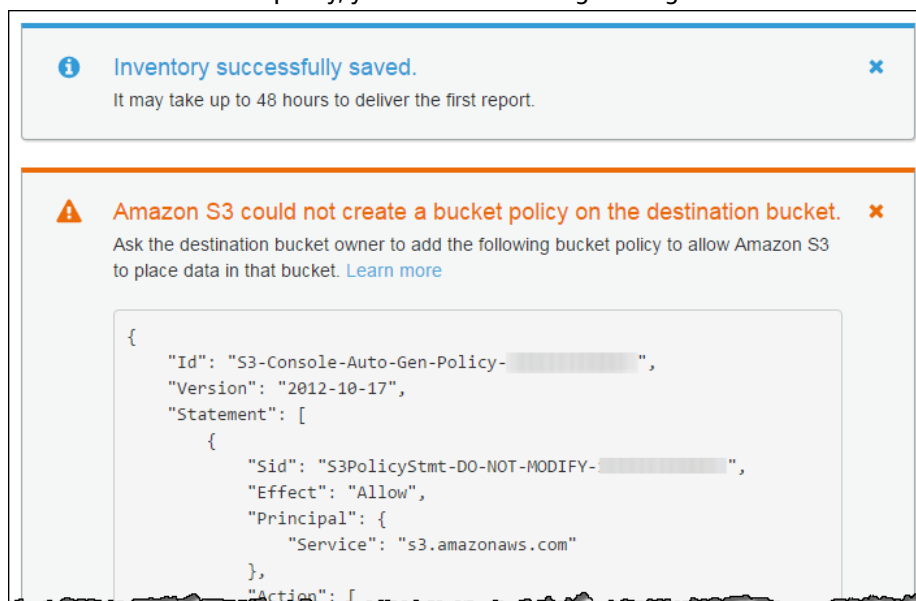 Inventory successfully saved.
It may take up to 48 hours to deliver the first report.
Amazon S3 could not create a bucket policy on the destination bucket.
Ask the destination bucket owner to add the following bucket policy to allow Amazon S3
to place data in that bucket. Learn more
{
"Id": "S3-Console-Auto-Gen-Policy- ",
"Version": "2012-10-17",
"Statement": [
{
"Sid": "S3PolicyStmt-DO-NOT-MODIFY- ",
"Effect": "Allow",
"Principal": {
"Service": "s3.amazonaws.com"
},
"Action": [